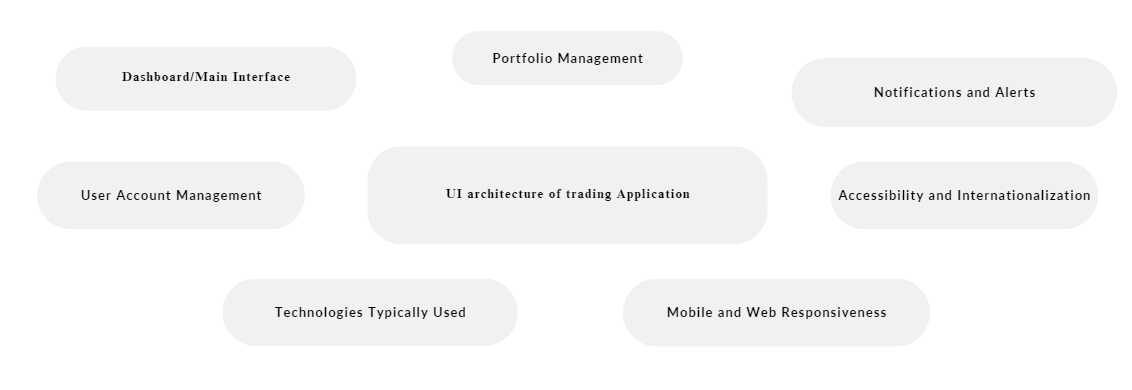 Dashboard/Main Interface
Portfolio Management
Notifications and Alerts
User Account Management
UI architecture of trading Application
Accessibility and Internationalization
Technologies Typically Used
Mobile and Web Responsiveness